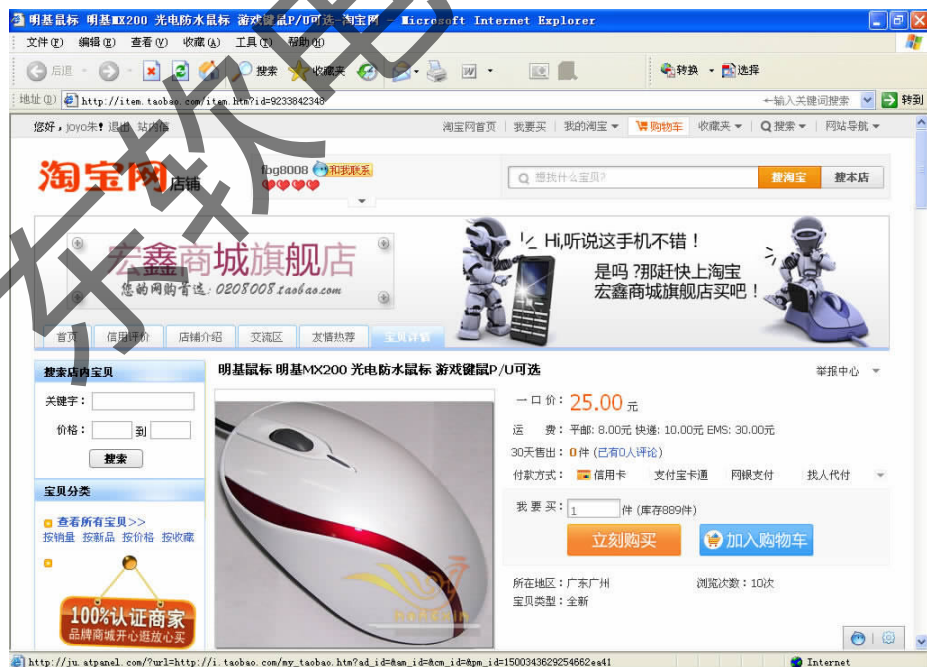 明基鼠标 明基MX200 光电防水鼠标 游戏键鼠P/U可选-淘宝网 - Microsoft Internet Explorer
文件(F) 编辑(E) 查看(V) 收藏(A) 工具(T) 帮助(H)
后退 搜索 收藏夹 转换 选择
地址(D) http://item.taobao.com/item.htm?id=9233842348 ←输入关键词搜索 转到
您好，joyo朱! 退出 站内信 淘宝网首页 我要买 我的淘宝 购物车 收藏夹 搜索 网站导航
淘宝网店铺 fbg8008 和我联系 想找什么宝贝? 搜淘宝 搜本店
宏鑫商城旗舰店
您的网购首选: 0208008.taobao.com
Hi,听说这手机不错！
是吗?那赶快上淘宝
宏鑫商城旗舰店买吧！
首页 信用评价 店铺介绍 交流区 友情热荐 宝贝详情
搜索店内宝贝 明基鼠标 明基MX200 光电防水鼠标 游戏键鼠P/U可选 举报中心
关键字：
价格： 到
搜索
宝贝分类
查看所有宝贝>>
按销量 按新品 按价格 按收藏
100%认证商家
品牌商城开心逛放心买
一 口 价： 25.00 元
运 费：平邮: 8.00元 快递: 10.00元 EMS: 30.00元
30天售出：0件 (已有0人评论)
付款方式： 信用卡 支付宝卡通 网银支付 找人代付
我 要 买： 1 件 (库存889件)
立刻购买 加入购物车
所在地区：广东广州 浏览次数：10次
宝贝类型：全新
http://ju.atpanel.com/?url=http://i.taobao.com/my_taobao.htm?ad_id=&am_id=&cm_id=&pm_id=1500343629254662ea41 Internet
东软电